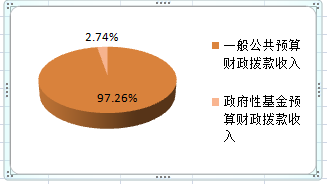 2.74%
97.26%
一般公共预算
财政拨款收入
政府性基金预
算财政拨款收
入